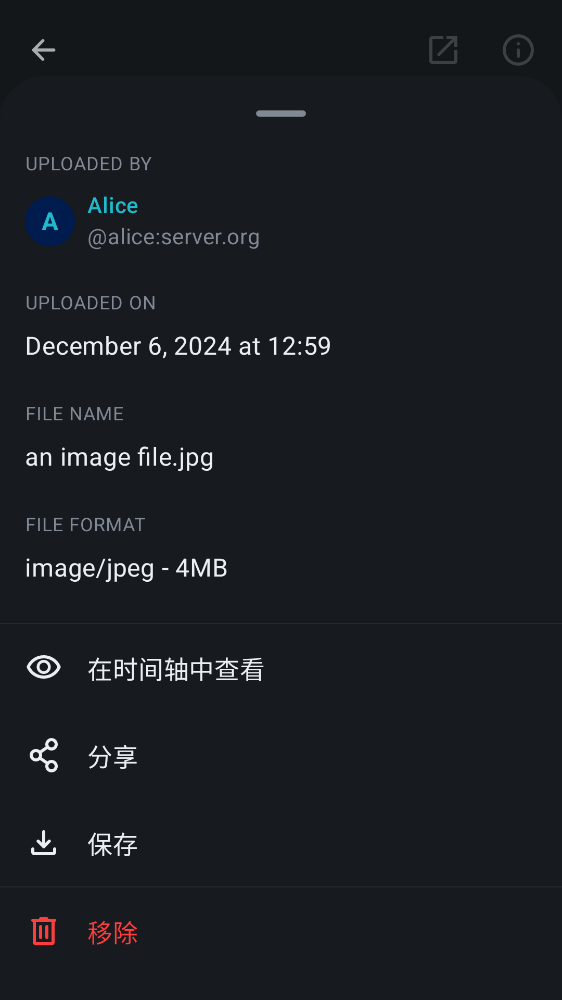 UPLOADED BY
A
Alice
@alice:server.org
UPLOADED ON
December 6, 2024 at 12:59
FILE NAME
an image file.jpg
FILE FORMAT
image/jpeg - 4MB
在时间轴中查看
分享
保存
移除